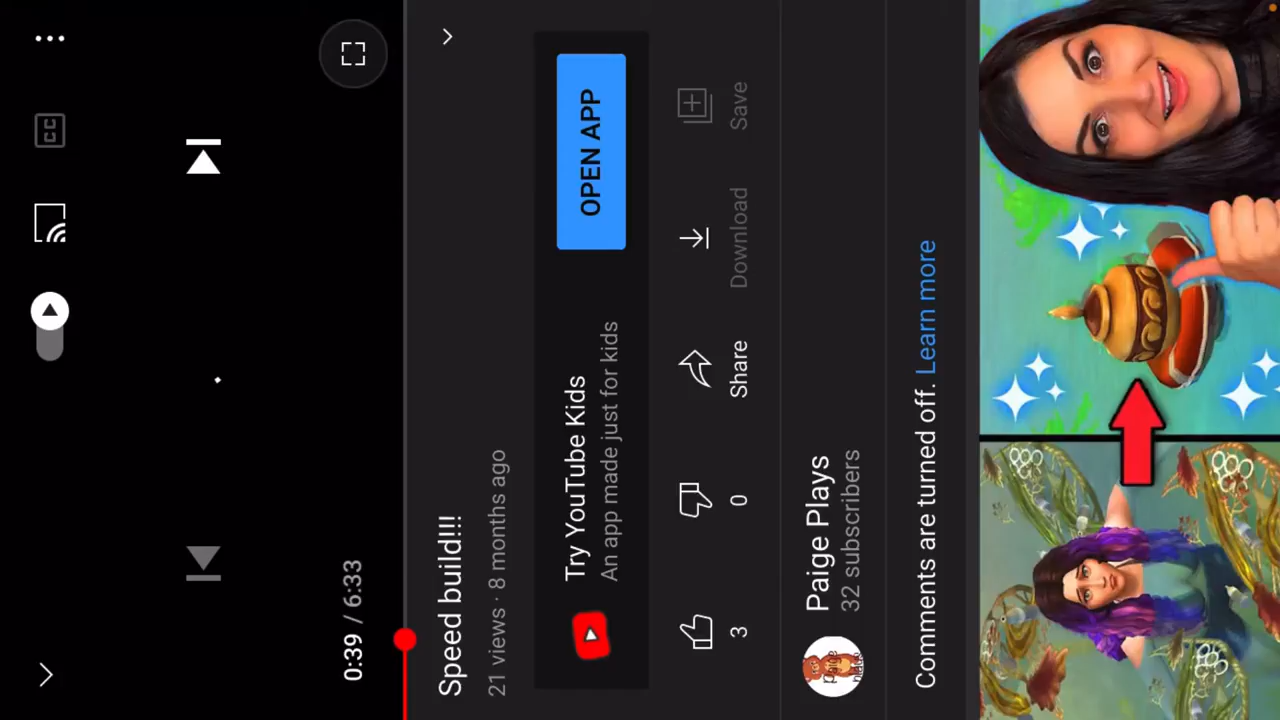 CC
0:39 / 6:33
Speed build!!!
21 views · 8 months ago
Try YouTube Kids
An app made just for kids
OPEN APP
3
0
Share
Download
Save
Paige Plays
32 subscribers
Comments are turned off. Learn more